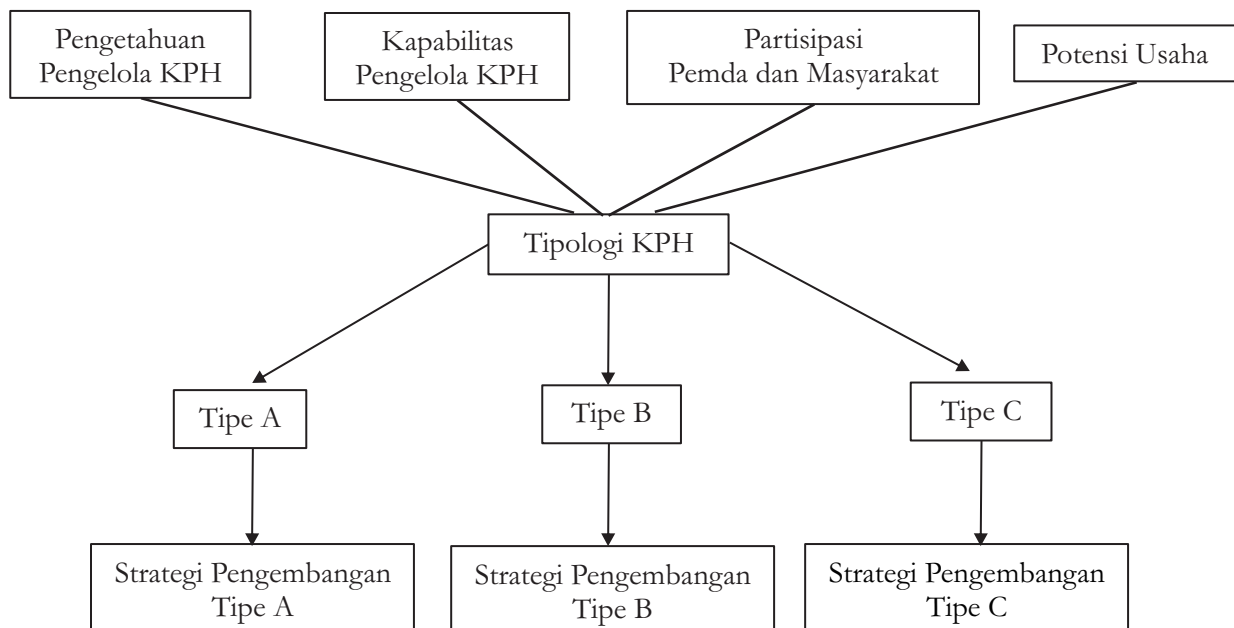 Pengetahuan
Pengelola KPH
Kapabilitas
Pengelola KPH
Partisipasi
Pemda dan Masyarakat
Potensi Usaha
Tipologi KPH
Tipe A
Tipe B
Tipe C
Strategi Pengembangan
Tipe A
Strategi Pengembangan
Tipe B
Strategi Pengembangan
Tipe C